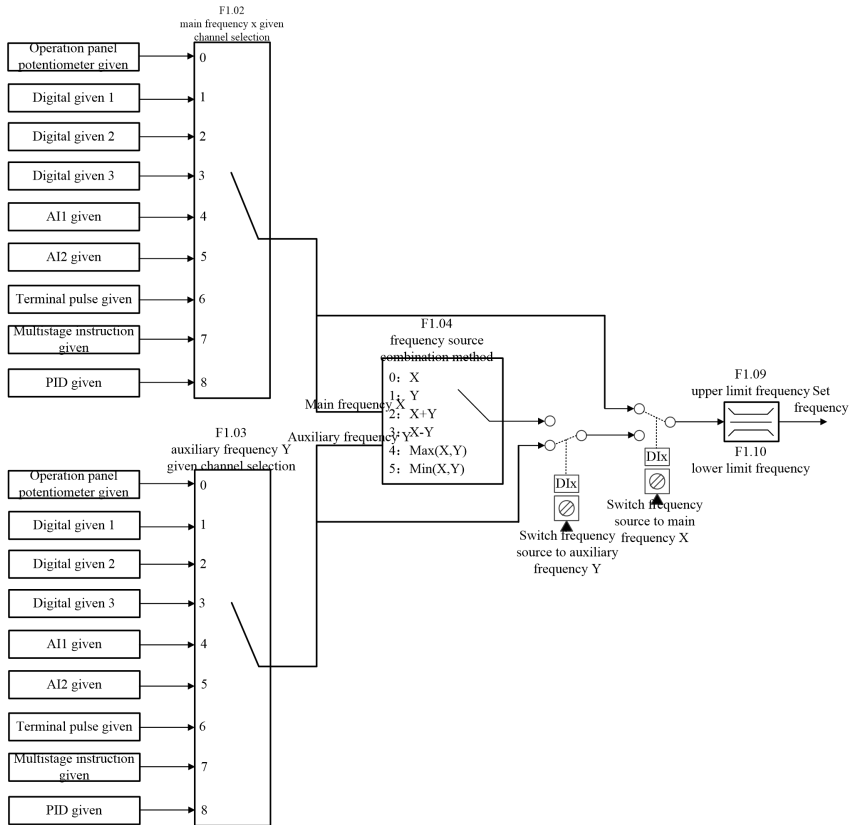 F1.02
main frequency x given
channel selection
Operation panel
potentiometer given
0
Digital given 1
1
Digital given 2
2
Digital given 3
3
AI1 given
4
AI2 given
5
Terminal pulse given
6
Multistage instruction
given
7
PID given
8
F1.03
auxiliary frequency Y
given channel selection
Operation panel
potentiometer given
0
Digital given 1
1
Digital given 2
2
Digital given 3
3
AI1 given
4
AI2 given
5
Terminal pulse given
6
Multistage instruction
given
7
PID given
8
F1.04
frequency source
combination method
Main frequency X
Auxiliary frequency Y
0: X
1: Y
2: X+Y
3: X-Y
4: Max(X,Y)
5: Min(X,Y)
DIx
Switch frequency
source to auxiliary
frequency Y
DIx
Switch frequency
source to main
frequency X
F1.09
upper limit frequency
F1.10
lower limit frequency
Set
frequency